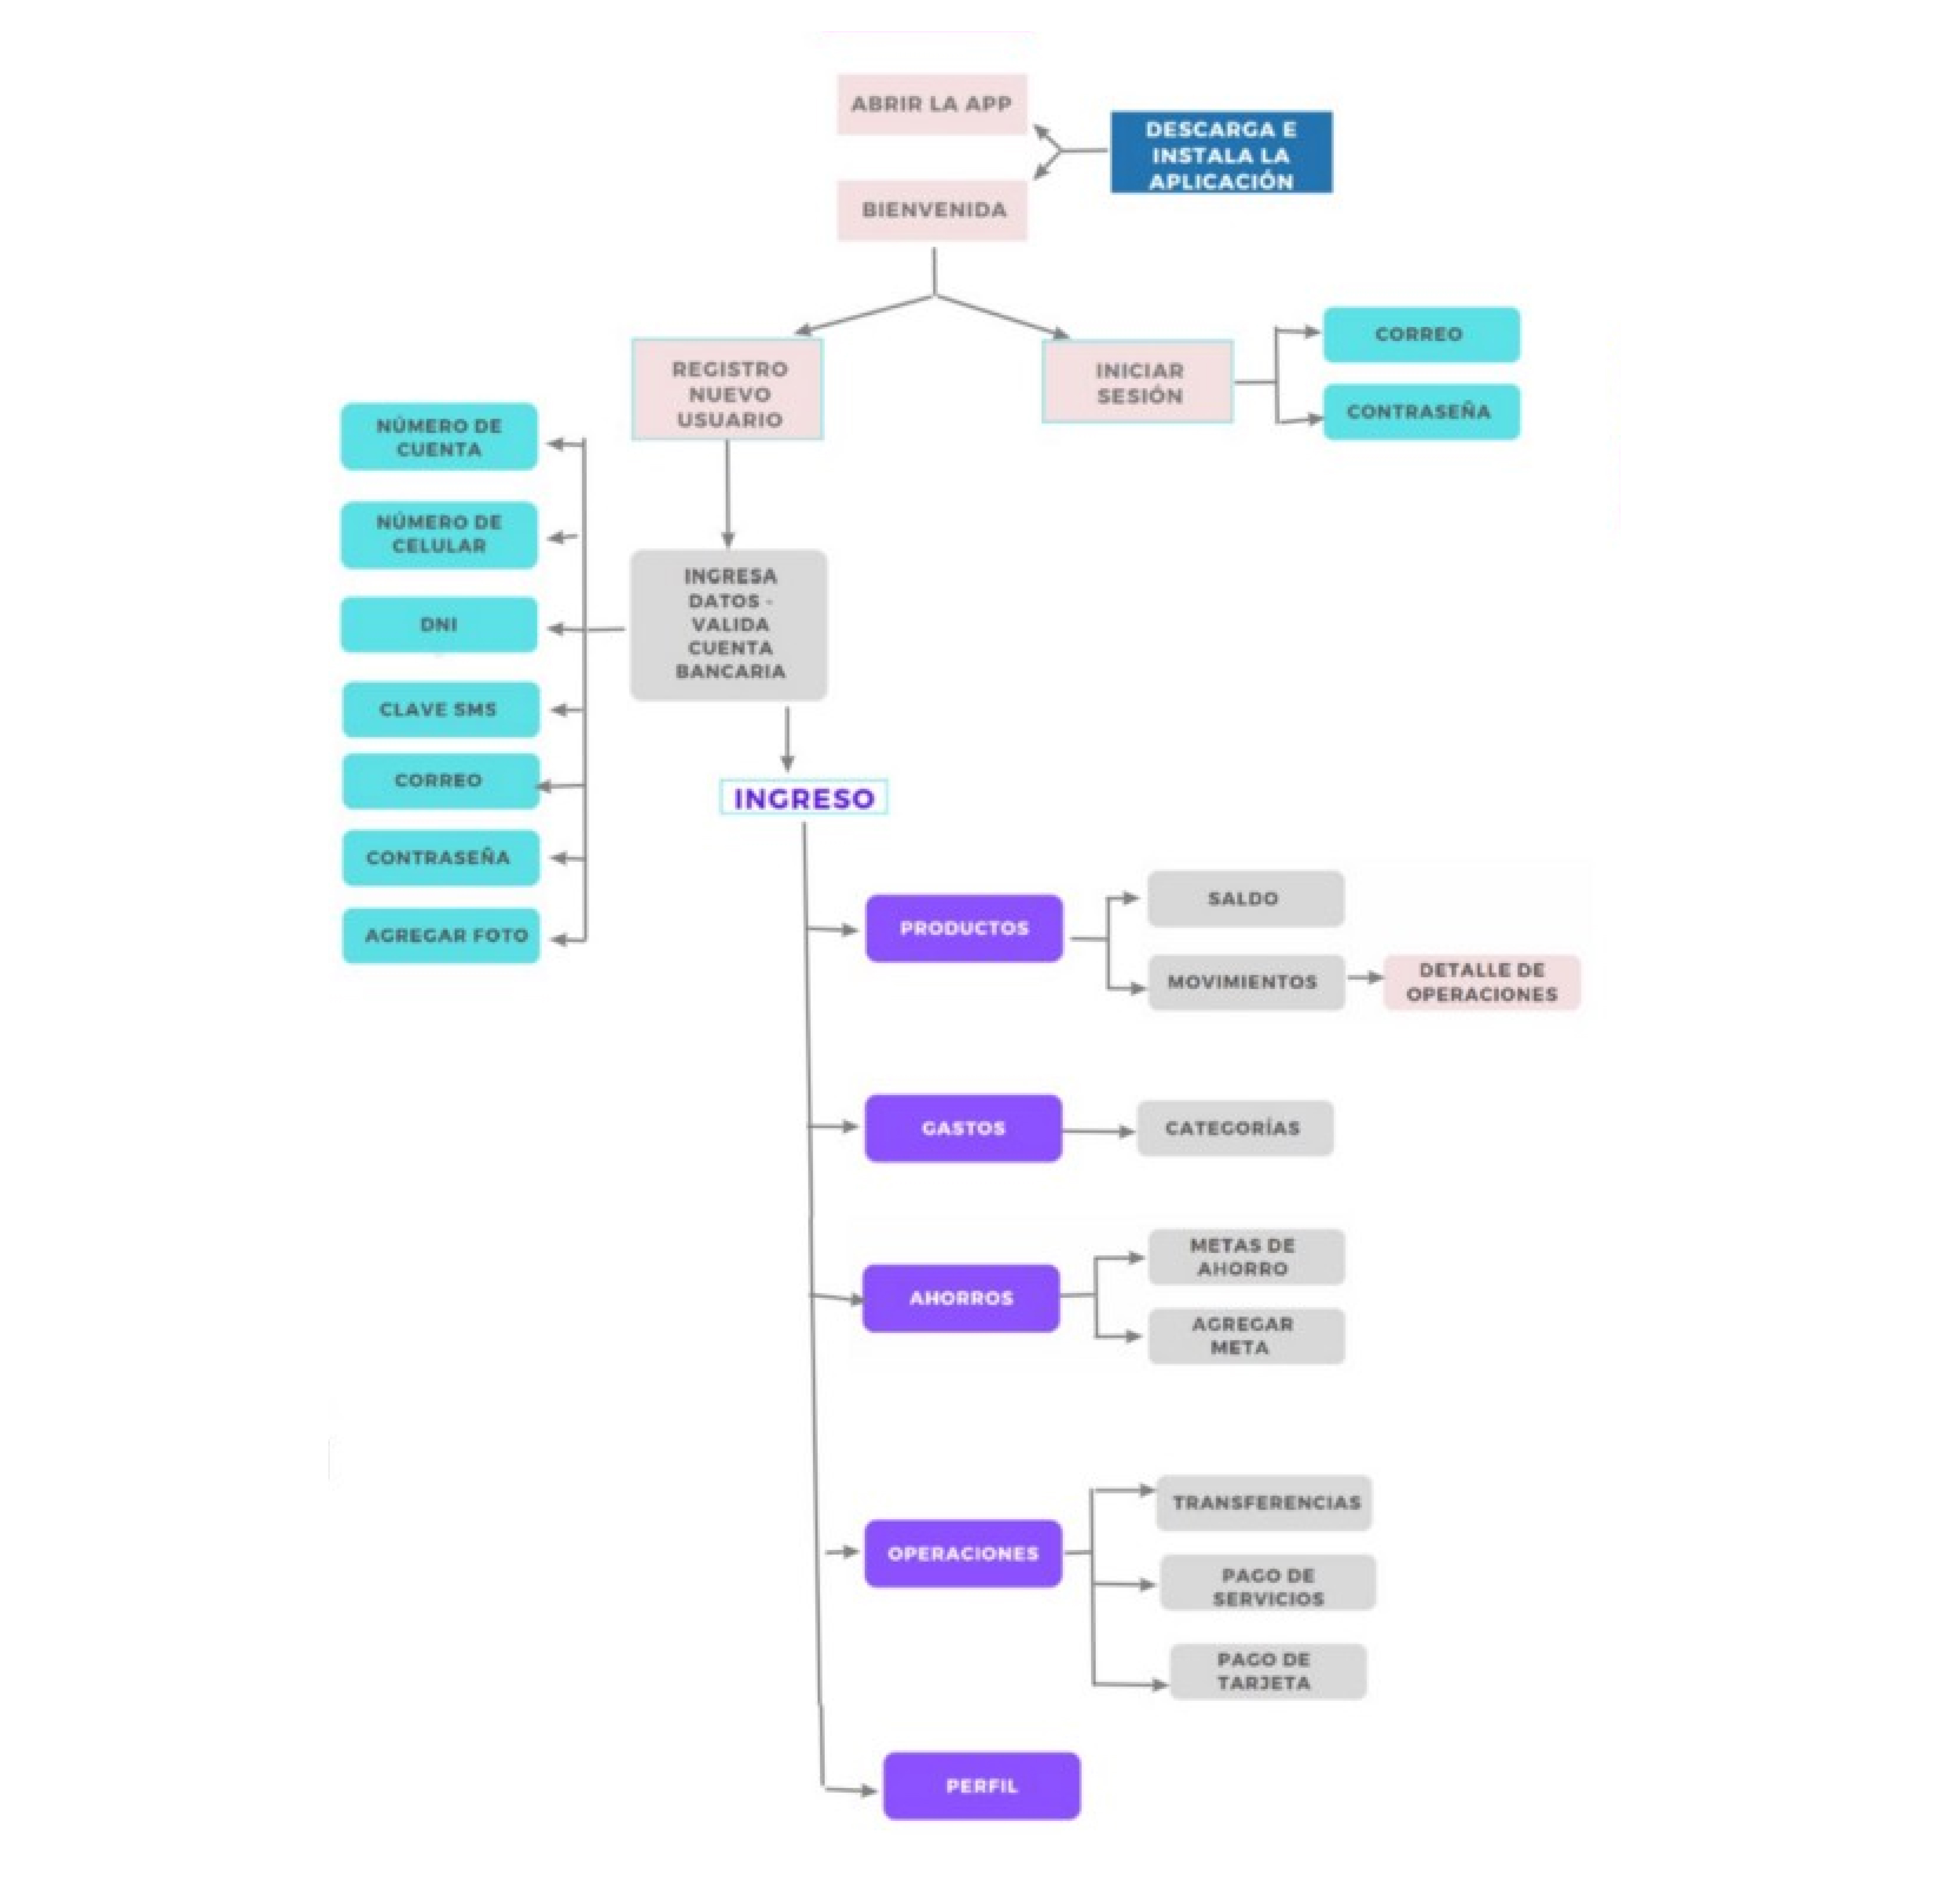 ABRIR LA APP
DESCARGA E
INSTALA LA
APLICACIÓN
BIENVENIDA
REGISTRO
NUEVO
USUARIO
INICIAR
SESIÓN
CORREO
CONTRASEÑA
NÚMERO DE
CUENTA
NÚMERO DE
CELULAR
DNI
CLAVE SMS
CORREO
CONTRASEÑA
AGREGAR FOTO
INGRESA
DATOS -
VALIDA
CUENTA
BANCARIA
INGRESO
PRODUCTOS
SALDO
MOVIMIENTOS
DETALLE DE
OPERACIONES
GASTOS
CATEGORÍAS
AHORROS
METAS DE
AHORRO
AGREGAR
META
OPERACIONES
TRANSFERENCIAS
PAGO DE
SERVICIOS
PAGO DE
TARJETA
PERFIL